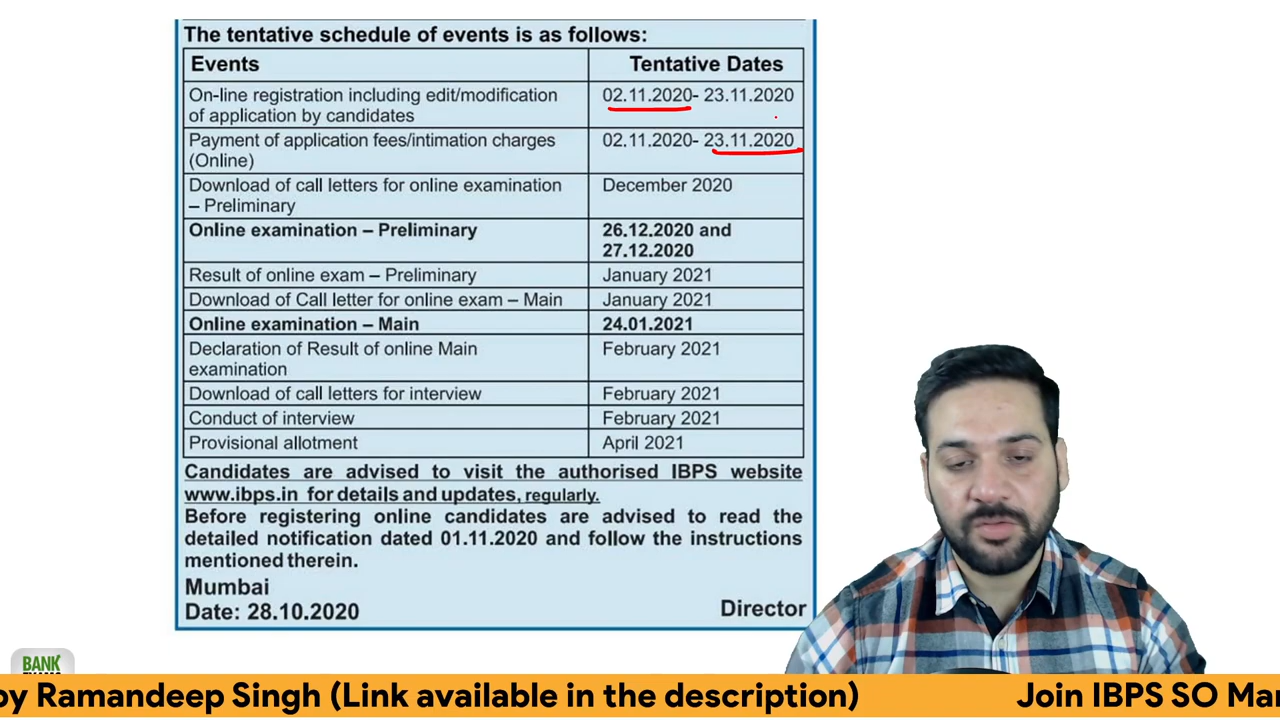 The tentative schedule of events is as follows:
Events Tentative Dates
On-line registration including edit/modification 02.11.2020- 23.11.2020
of application by candidates
Payment of application fees/intimation charges 02.11.2020- 23.11.2020
(Online)
Download of call letters for online examination December 2020
– Preliminary
Online examination – Preliminary 26.12.2020 and
27.12.2020
Result of online exam – Preliminary January 2021
Download of Call letter for online exam – Main January 2021
Online examination – Main 24.01.2021
Declaration of Result of online Main February 2021
examination
Download of call letters for interview February 2021
Conduct of interview February 2021
Provisional allotment April 2021
Candidates are advised to visit the authorised IBPS website
www.ibps.in for details and updates, regularly.
Before registering online candidates are advised to read the
detailed notification dated 01.11.2020 and follow the instructions
mentioned therein.
Mumbai
Date: 28.10.2020 Director
BANK
by Ramandeep Singh (Link available in the description) Join IBPS SO